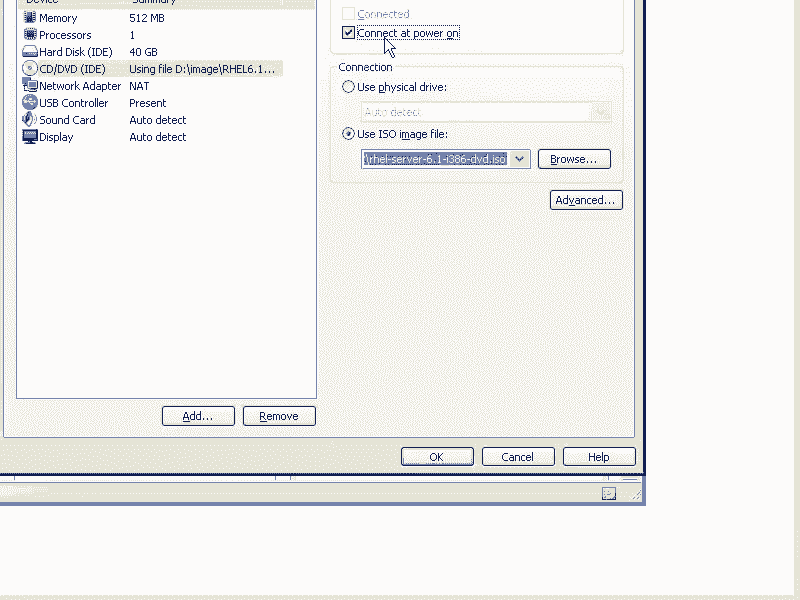 Device Summary
Connected
Memory 512 MB
Connect at power on
Processors 1
Hard Disk (IDE) 40 GB
CD/DVD (IDE) Using file D:\image\RHEL6.1...
Connection
Network Adapter NAT
Use physical drive:
USB Controller Present
Auto detect
Sound Card Auto detect
Display Auto detect
Use ISO image file:
\rhel-server-6.1-i386-dvd.iso
Browse...
Advanced...
Add... Remove
OK Cancel Help